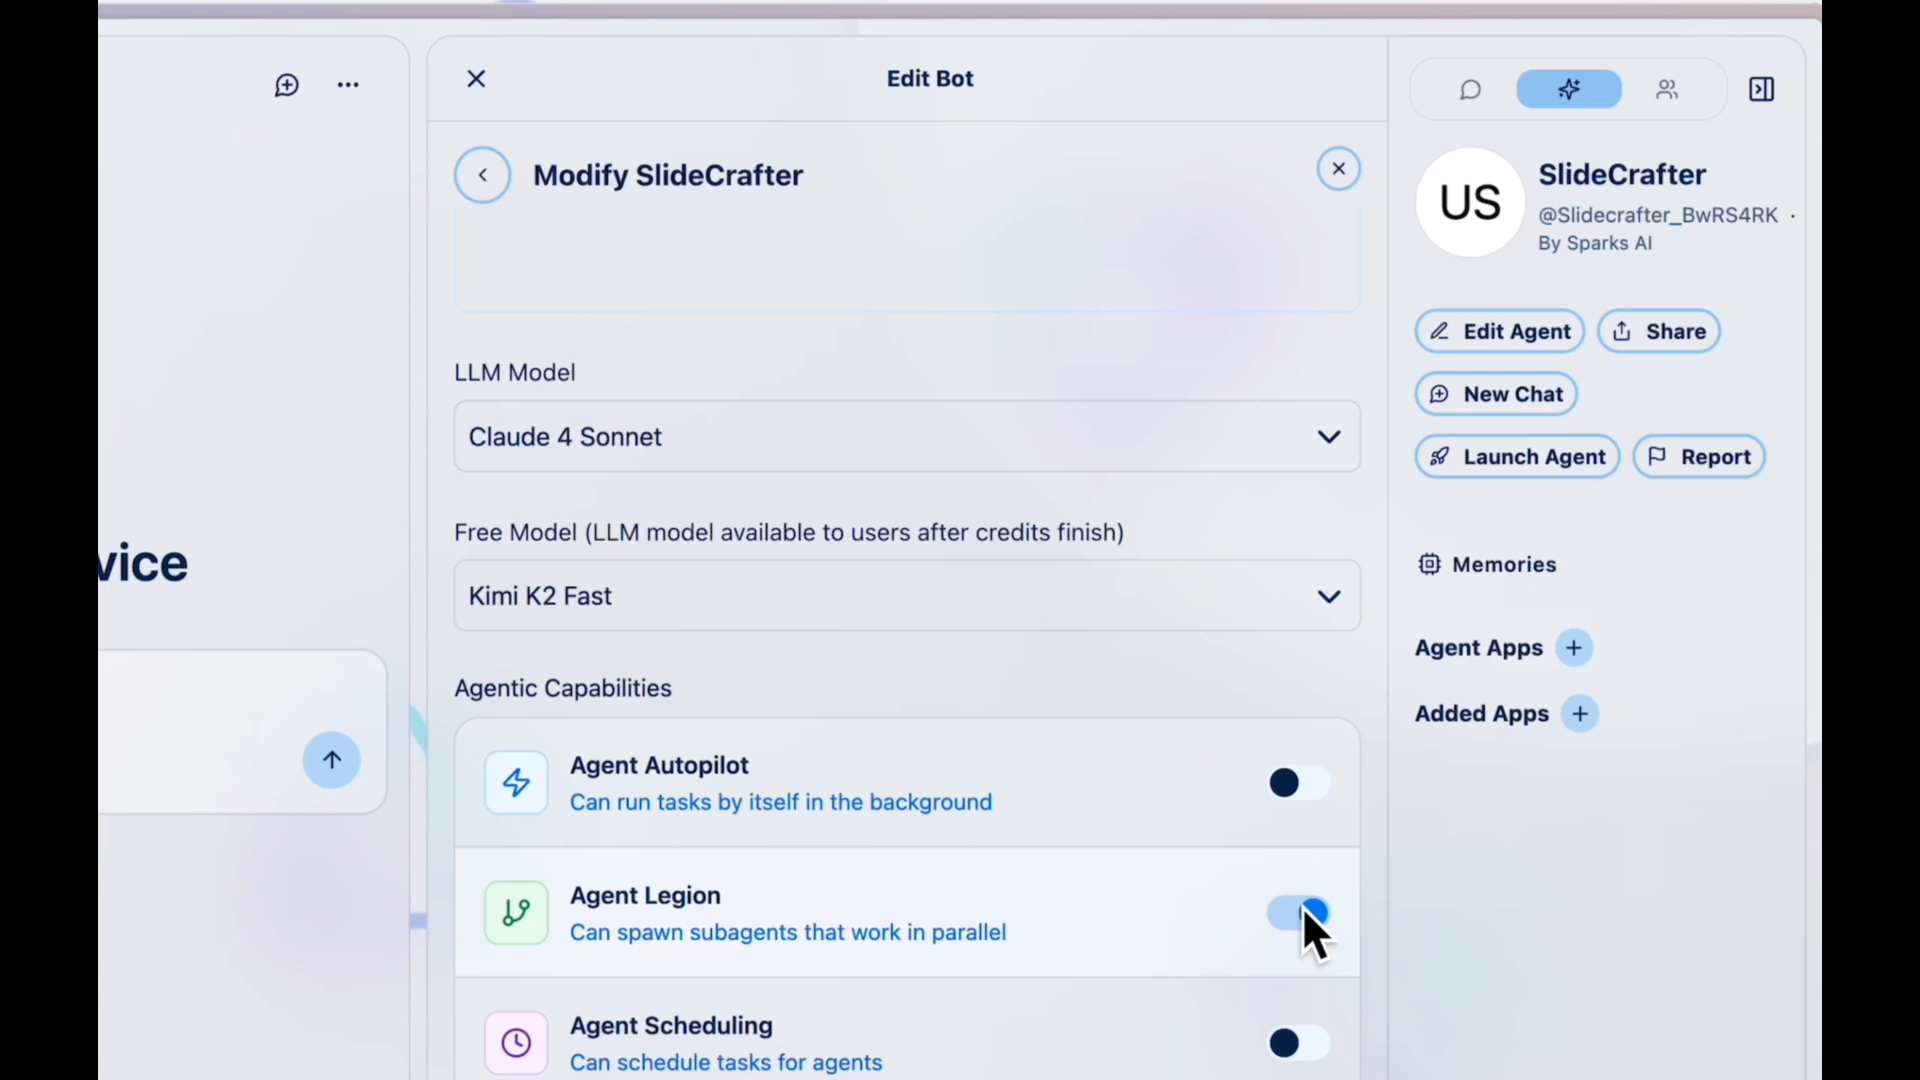 Edit Bot
Modify SlideCrafter
LLM Model
Claude 4 Sonnet
Free Model (LLM model available to users after credits finish)
Kimi K2 Fast
Agentic Capabilities
Agent Autopilot
Can run tasks by itself in the background
Agent Legion
Can spawn subagents that work in parallel
Agent Scheduling
Can schedule tasks for agents
vice
US
SlideCrafter
@Slidecrafter_BwRS4RK ·
By Sparks AI
Edit Agent
Share
New Chat
Launch Agent
Report
Memories
Agent Apps
Added Apps